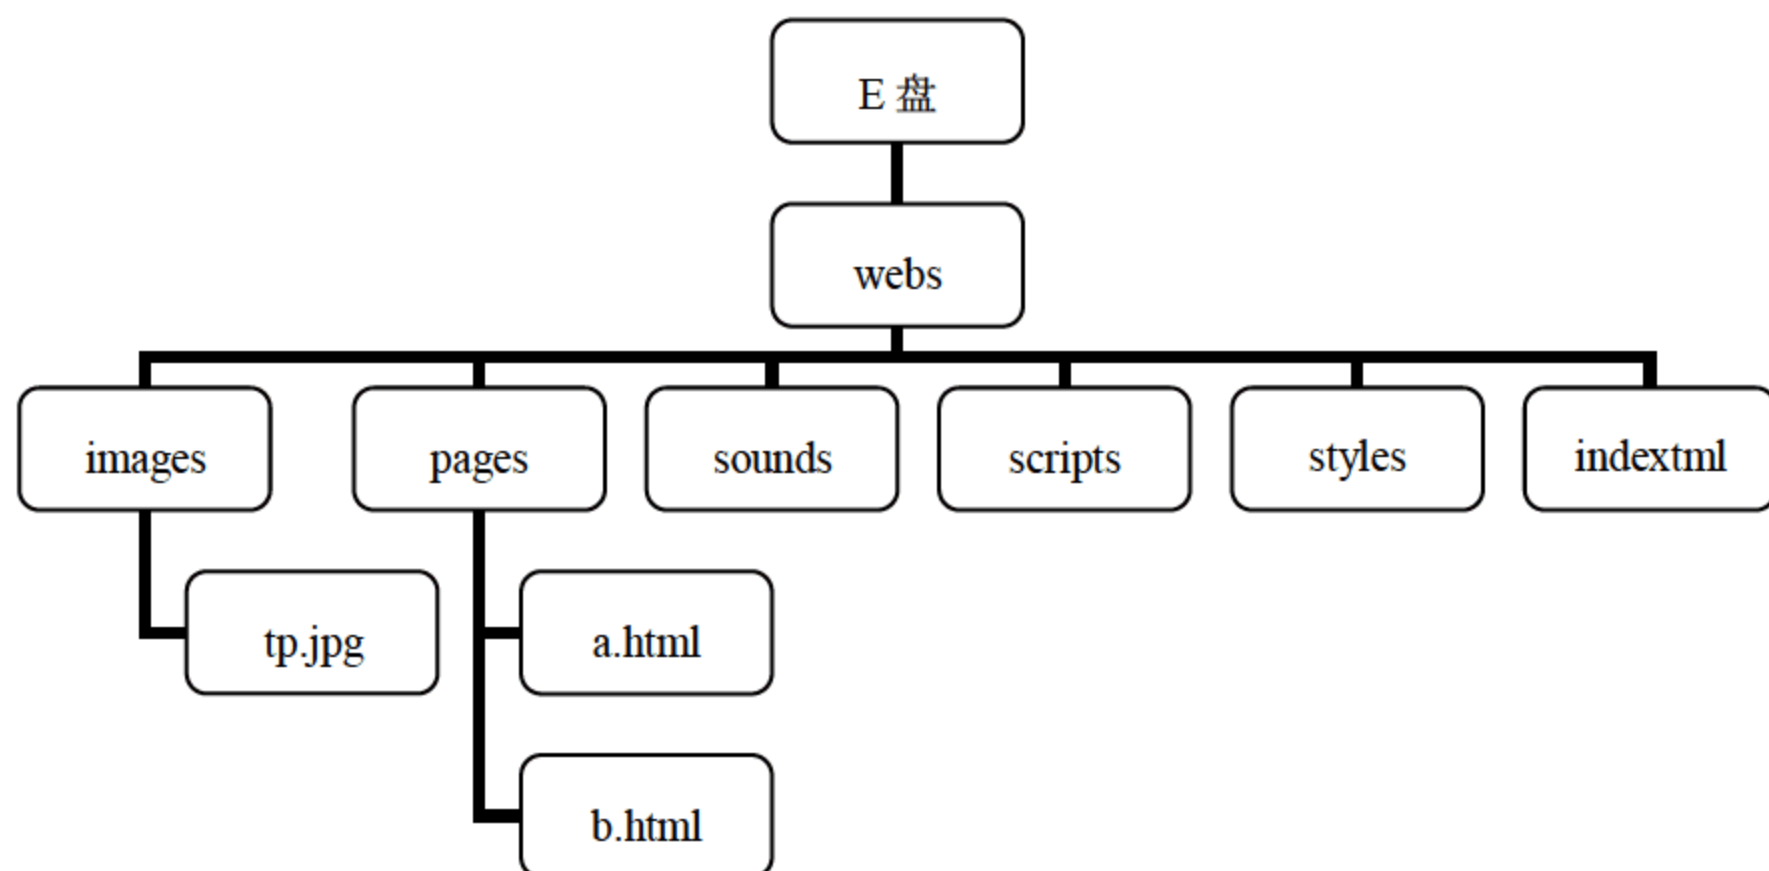 E 盘
webs
images
pages
sounds
scripts
styles
indextml
tp.jpg
a.html
b.html